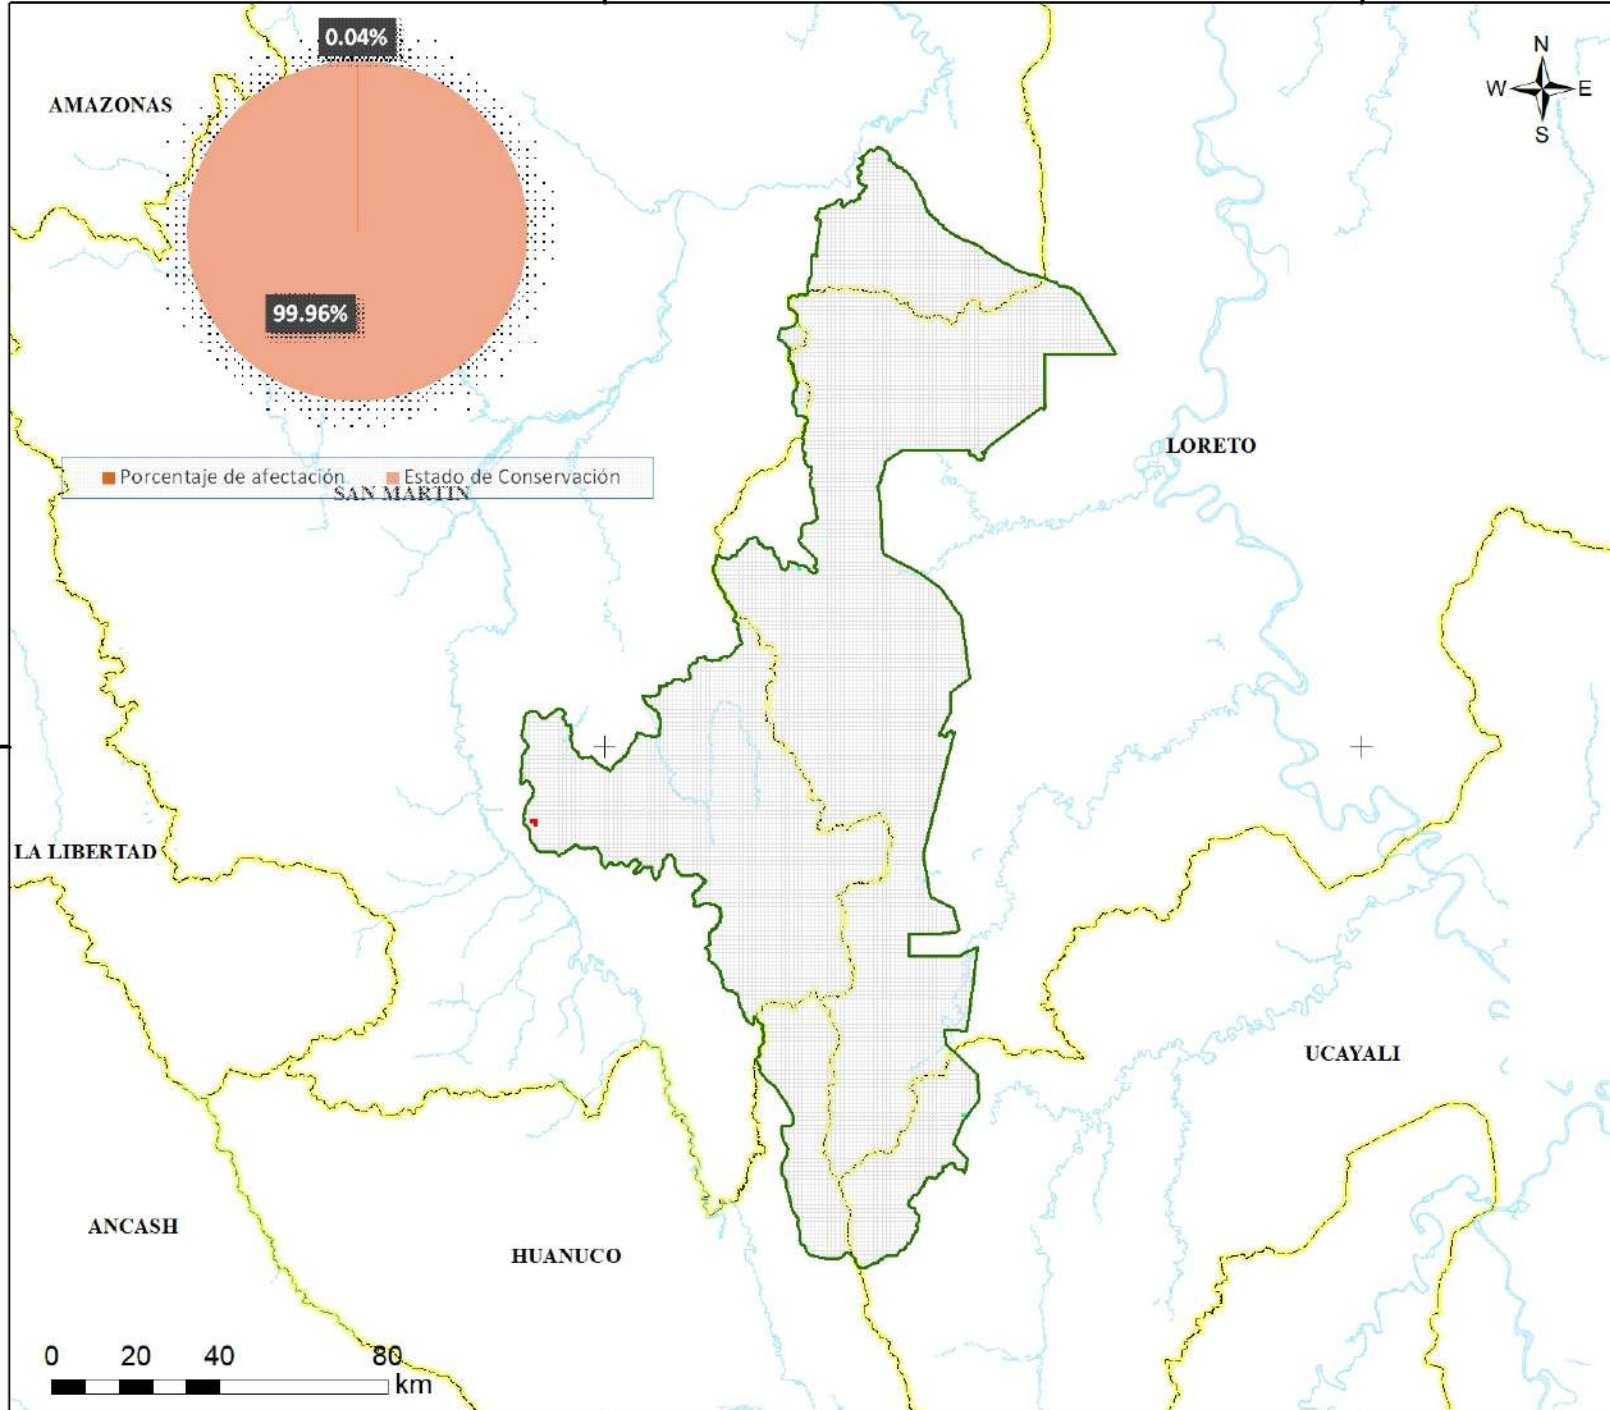 0.04%
N
W E
S
AMAZONAS
99.96%
LORETO
Porcentaje de afectación Estado de Conservación
SAN MARTIN
LA LIBERTAD
UCAYALI
ANCASH
HUANUCO
0 20 40 80
km